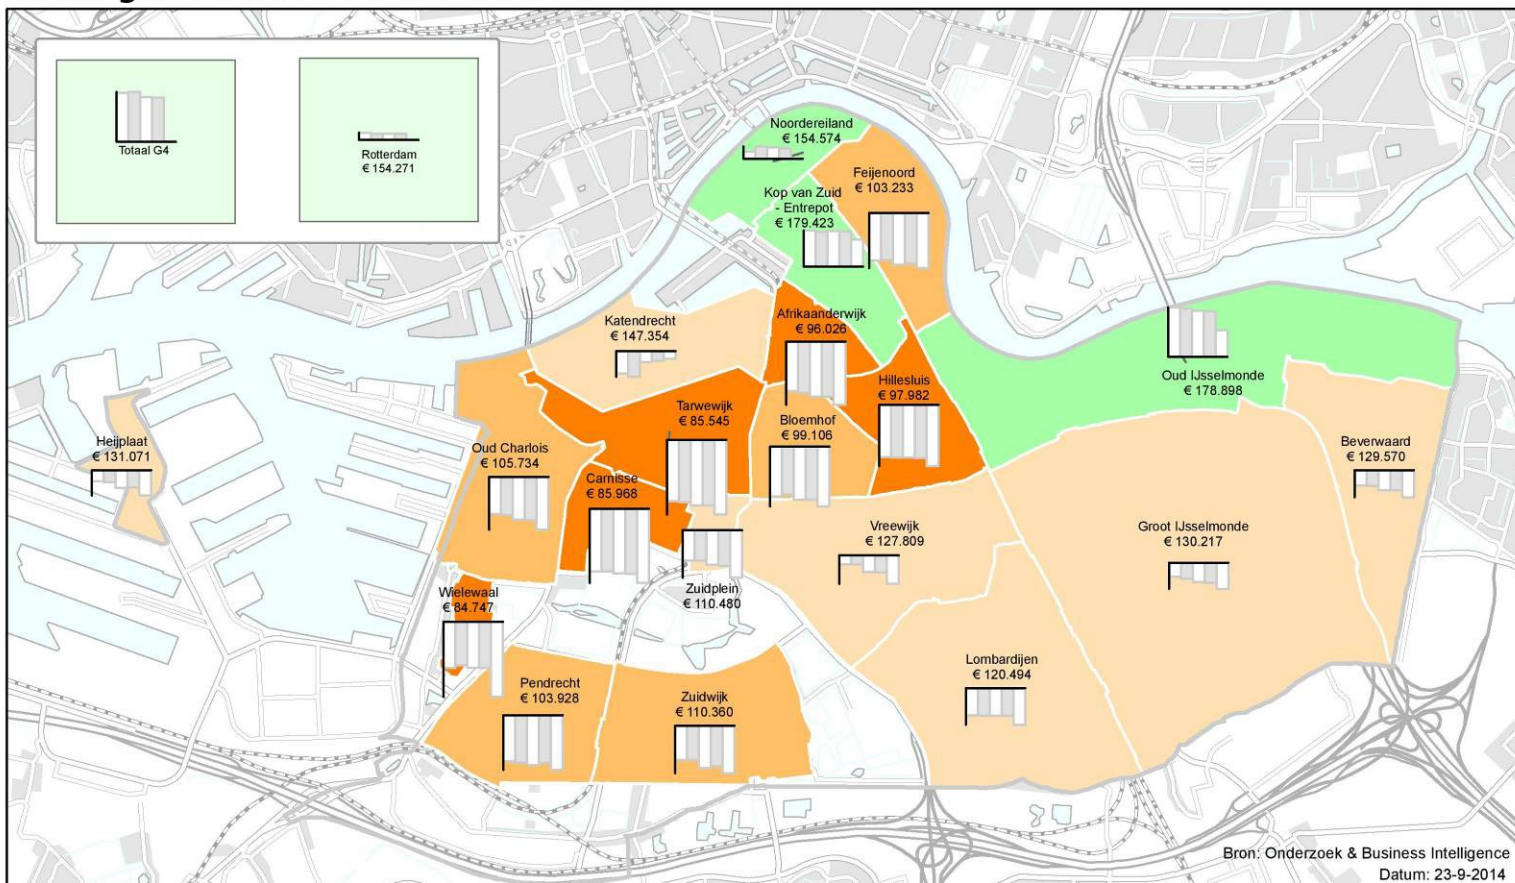 Totaal G4
Rotterdam
€ 154.271
Noordereiland
€ 154.574
Feijenoord
€ 103.233
Kop van Zuid
- Entrepot
€ 179.423
Katendrecht
€ 147.354
Afrikaanderwijk
€ 96.026
Hillesluis
€ 97.982
Oud IJsselmonde
€ 178.898
Tarwewijk
€ 85.545
Bloemhof
€ 99.106
Heijplaat
€ 131.071
Oud Charlois
€ 105.734
Beverwaard
€ 129.570
Carnisse
€ 85.968
Vreewijk
€ 127.809
Groot IJsselmonde
€ 130.217
Zuidplein
€ 110.480
Wielewaal
€ 84.747
Lombardijen
€ 120.494
Pendrecht
€ 103.928
Zuidwijk
€ 110.360
Bron: Onderzoek & Business Intelligence
Datum: 23-9-2014